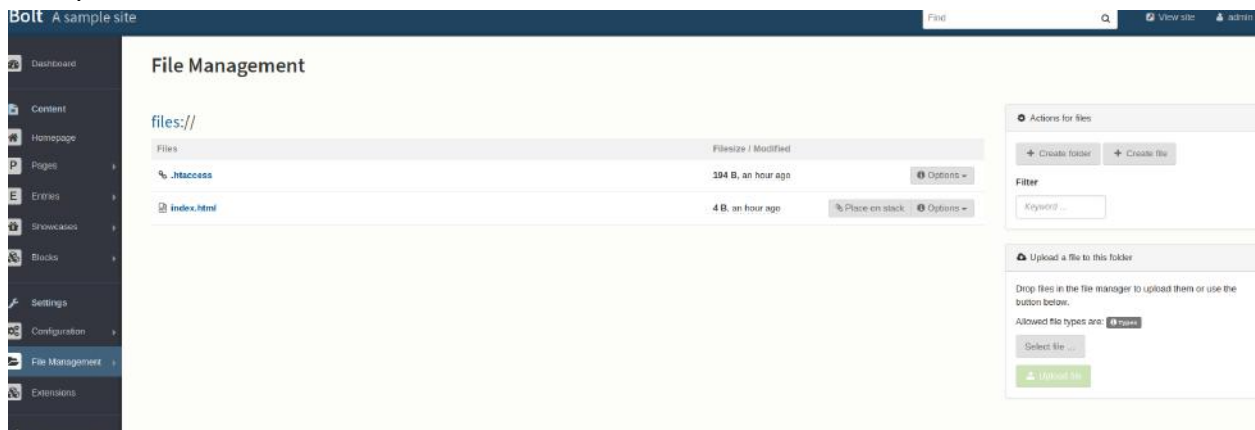 Bolt A sample site
Find
View site
admin
Dashboard
Content
Homepage
Pages
Entries
Showcases
Blocks
Settings
Configuration
File Management
Extensions
File Management
files://
Files Filesize / Modified
.htaccess 394 B, an hour ago Options
index.html 4 B, an hour ago Place on stack Options
Actions for files
+ Create folder + Create file
Filter
Keyword ...
Upload a file to this folder
Drop files in the file manager to upload them or use the
button below.
Allowed file types are: Types
Select file ...
Upload file